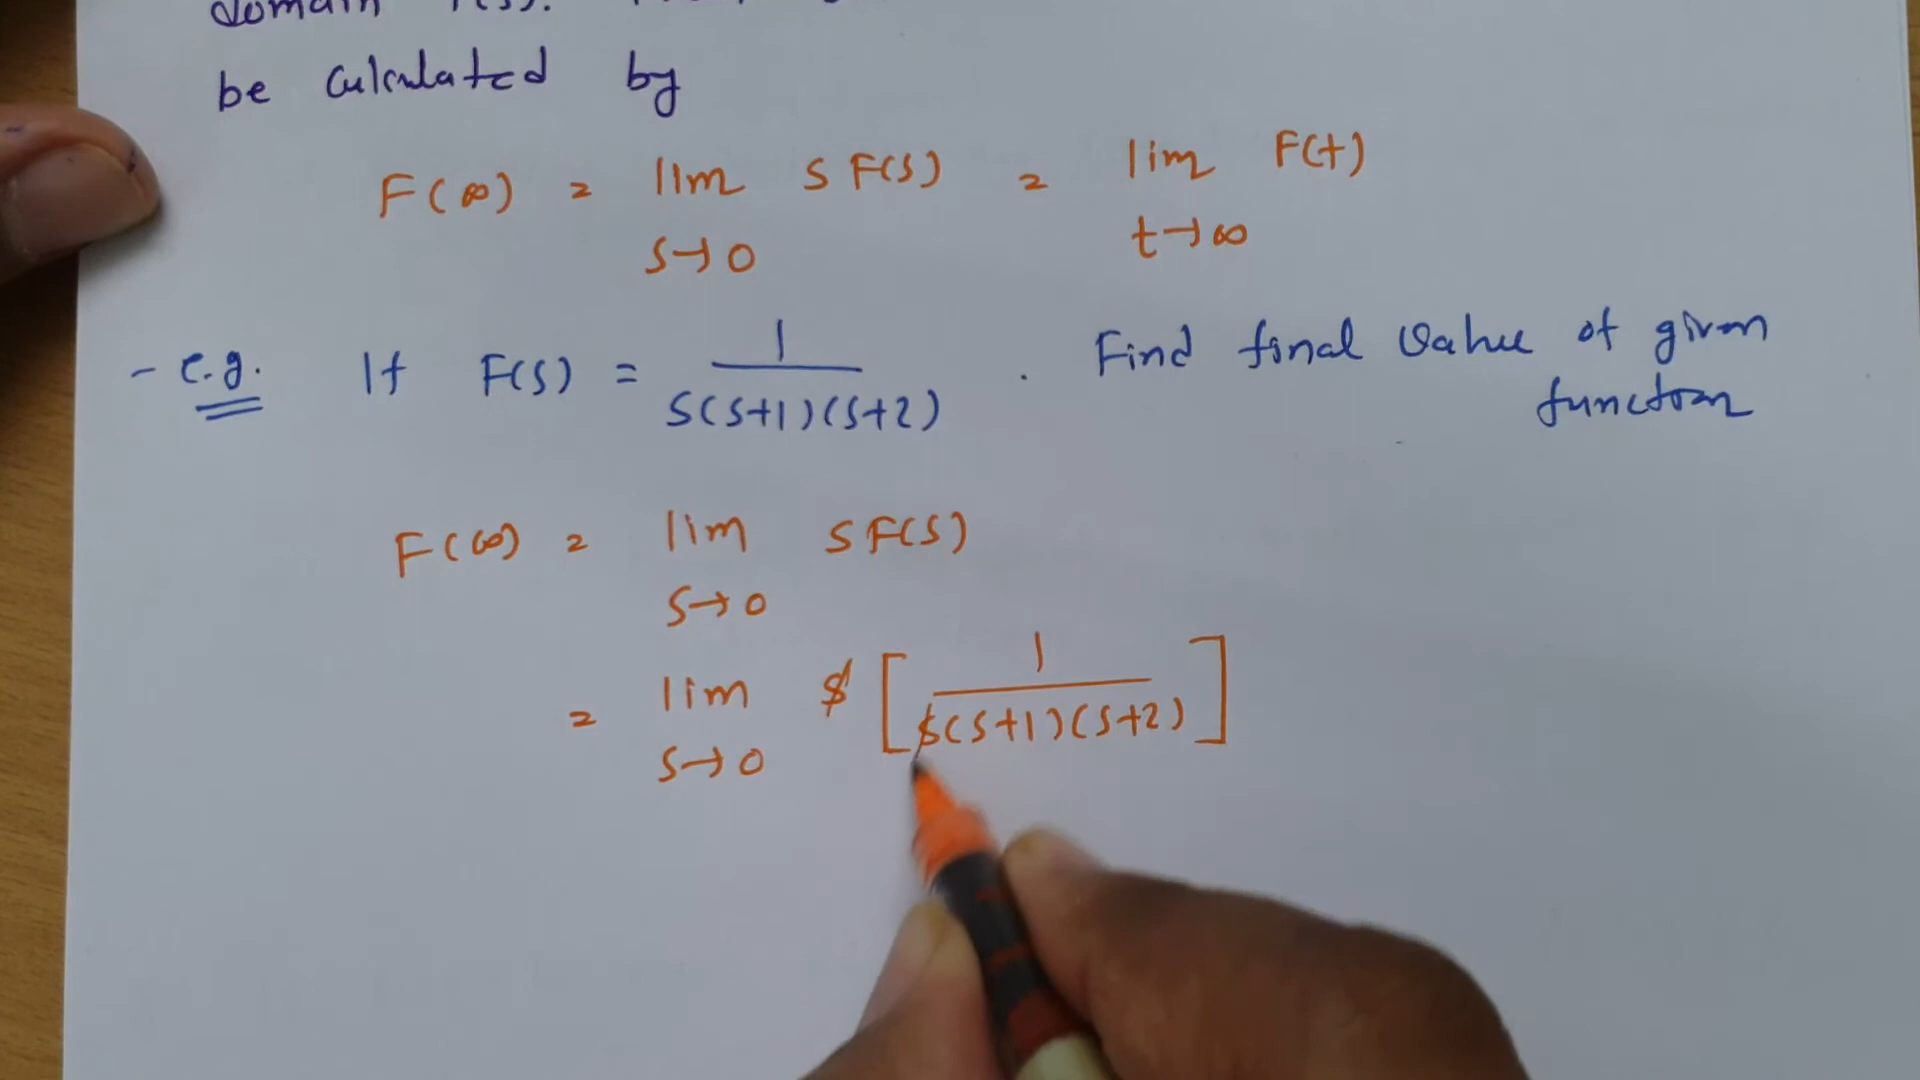 domain F(s).
be calculated by
F(∞) = lim S F(S) = lim F(t)
S→0 t→∞
- e.g. If F(S) = 1 / S(S+1)(S+2) . Find final value of given
function
F(∞) = lim S F(S)
S→0
= lim S [ 1 / S(S+1)(S+2) ]
S→0